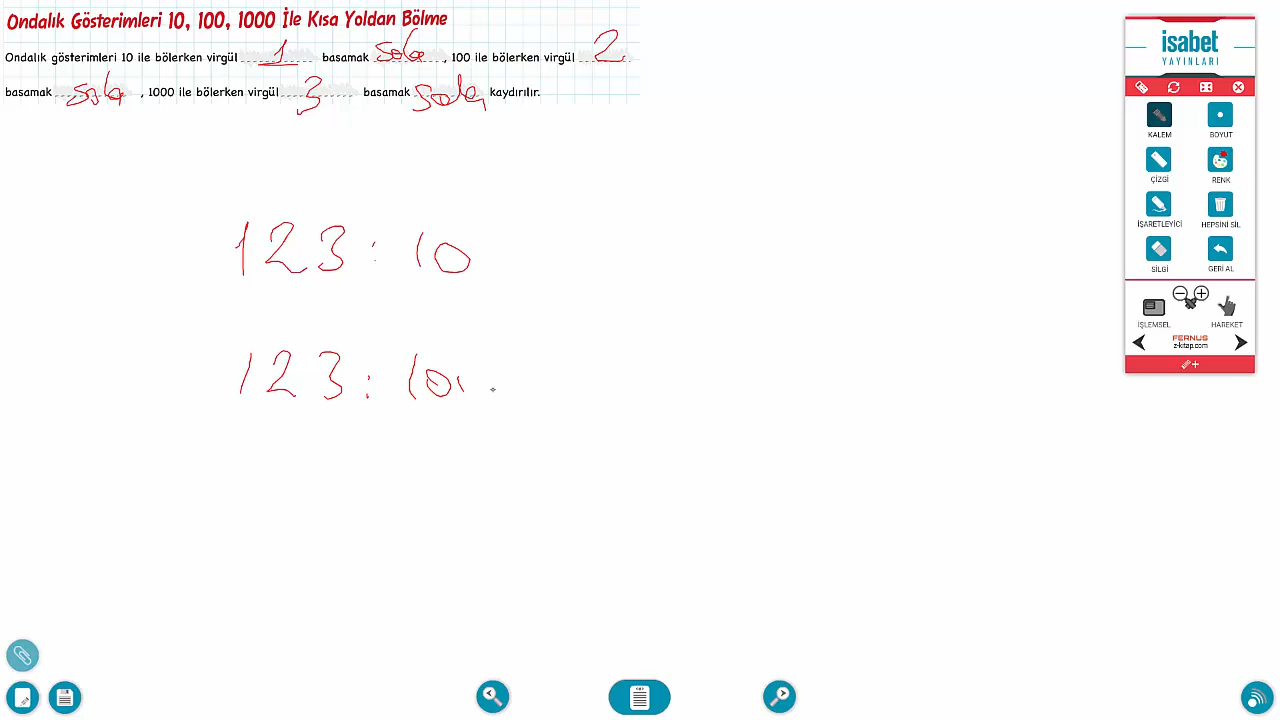 Ondalık Gösterimleri 10, 100, 1000 İle Kısa Yoldan Bölme
Ondalık gösterimleri 10 ile bölerken virgül 1 basamak sola, 100 ile bölerken virgül 2
basamak sola, 1000 ile bölerken virgül 3 basamak sola kaydırılır.
123 : 10
123 : 10
isabet
YAYINLARI
KALEM BOYUT
ÇİZGİ RENK
İŞARETLEYİCİ HEPSİNİ SİL
SİLGİ GERİ AL
İŞLEMSEL HAREKET
FERNUS
z-kitap.com